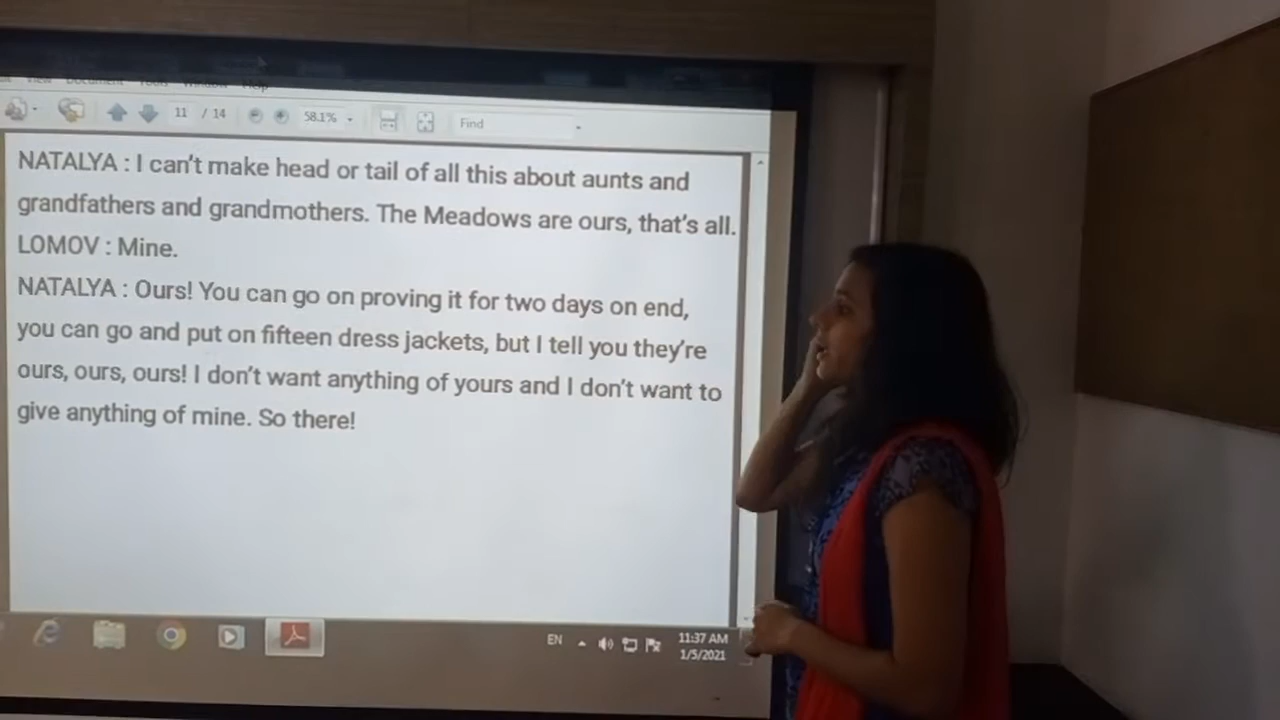 Help
11 / 14
58.1%
Find
NATALYA : I can't make head or tail of all this about aunts and
grandfathers and grandmothers. The Meadows are ours, that's all.
LOMOV : Mine.
NATALYA : Ours! You can go on proving it for two days on end,
you can go and put on fifteen dress jackets, but I tell you they're
ours, ours, ours! I don't want anything of yours and I don't want to
give anything of mine. So there!
EN
11:37 AM
1/5/2021